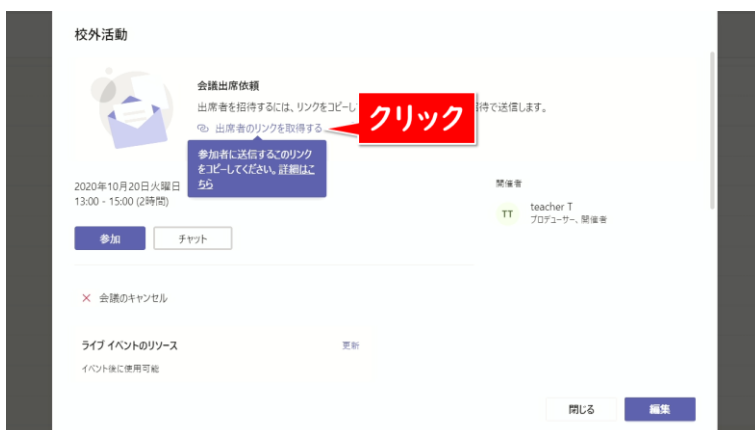 校外活動
会議出席依頼
出席者を招待するには、リンクをコピーし
待で送信します。
クリック
出席者のリンクを取得する
参加者に送信するこのリンク
をコピーしてください。詳細はこ
ちら
2020年10月20日火曜日
13:00 - 15:00 (2時間)
開催者
TT
teacher T
プロデューサー、開催者
参加
チャット
× 会議のキャンセル
ライブ イベントのリソース
更新
イベント後に使用可能
閉じる
編集